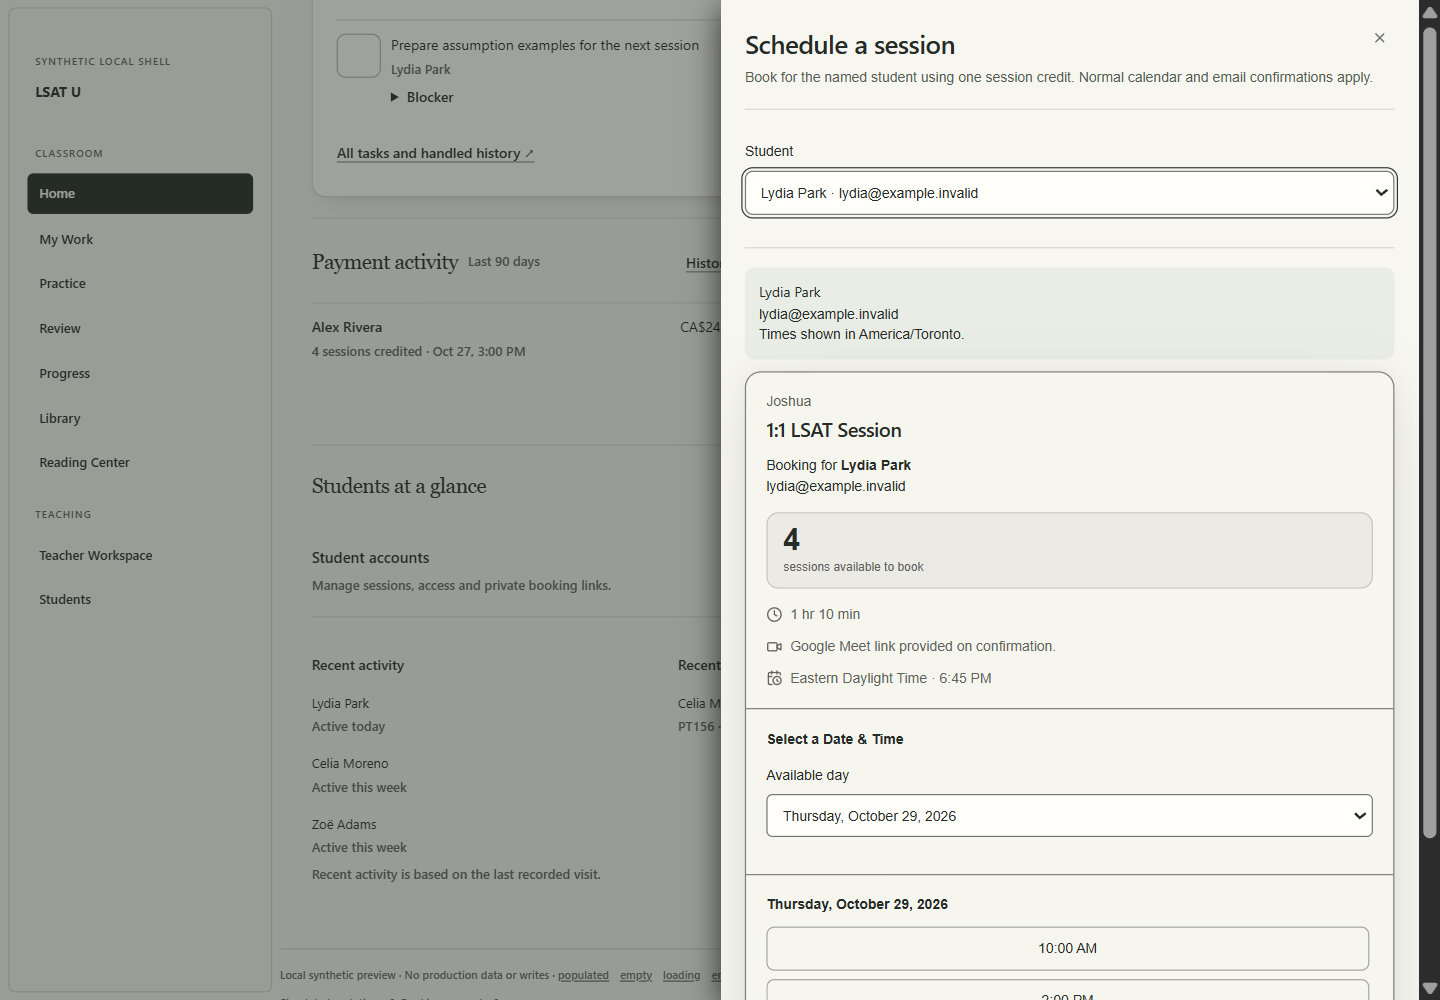 SYNTHETIC LOCAL SHELL
LSAT U
CLASSROOM
Home
My Work
Practice
Review
Progress
Library
Reading Center
TEACHING
Teacher Workspace
Students
Prepare assumption examples for the next session
Lydia Park
Blocker
All tasks and handled history ↗
Payment activity Last 90 days
Alex Rivera
CA$24
4 sessions credited · Oct 27, 3:00 PM
Students at a glance
Student accounts
Manage sessions, access and private booking links.
Recent activity
Recent
Lydia Park
Active today
Celia M
PT156 ·
Celia Moreno
Active this week
Zoë Adams
Active this week
Recent activity is based on the last recorded visit.
Local synthetic preview · No production data or writes · populated empty loading
Schedule a session
Book for the named student using one session credit. Normal calendar and email confirmations apply.
Student
Lydia Park · lydia@example.invalid
Lydia Park
lydia@example.invalid
Times shown in America/Toronto.
Joshua
1:1 LSAT Session
Booking for Lydia Park
lydia@example.invalid
4
sessions available to book
1 hr 10 min
Google Meet link provided on confirmation.
Eastern Daylight Time · 6:45 PM
Select a Date & Time
Available day
Thursday, October 29, 2026
Thursday, October 29, 2026
10:00 AM
2:00 PM